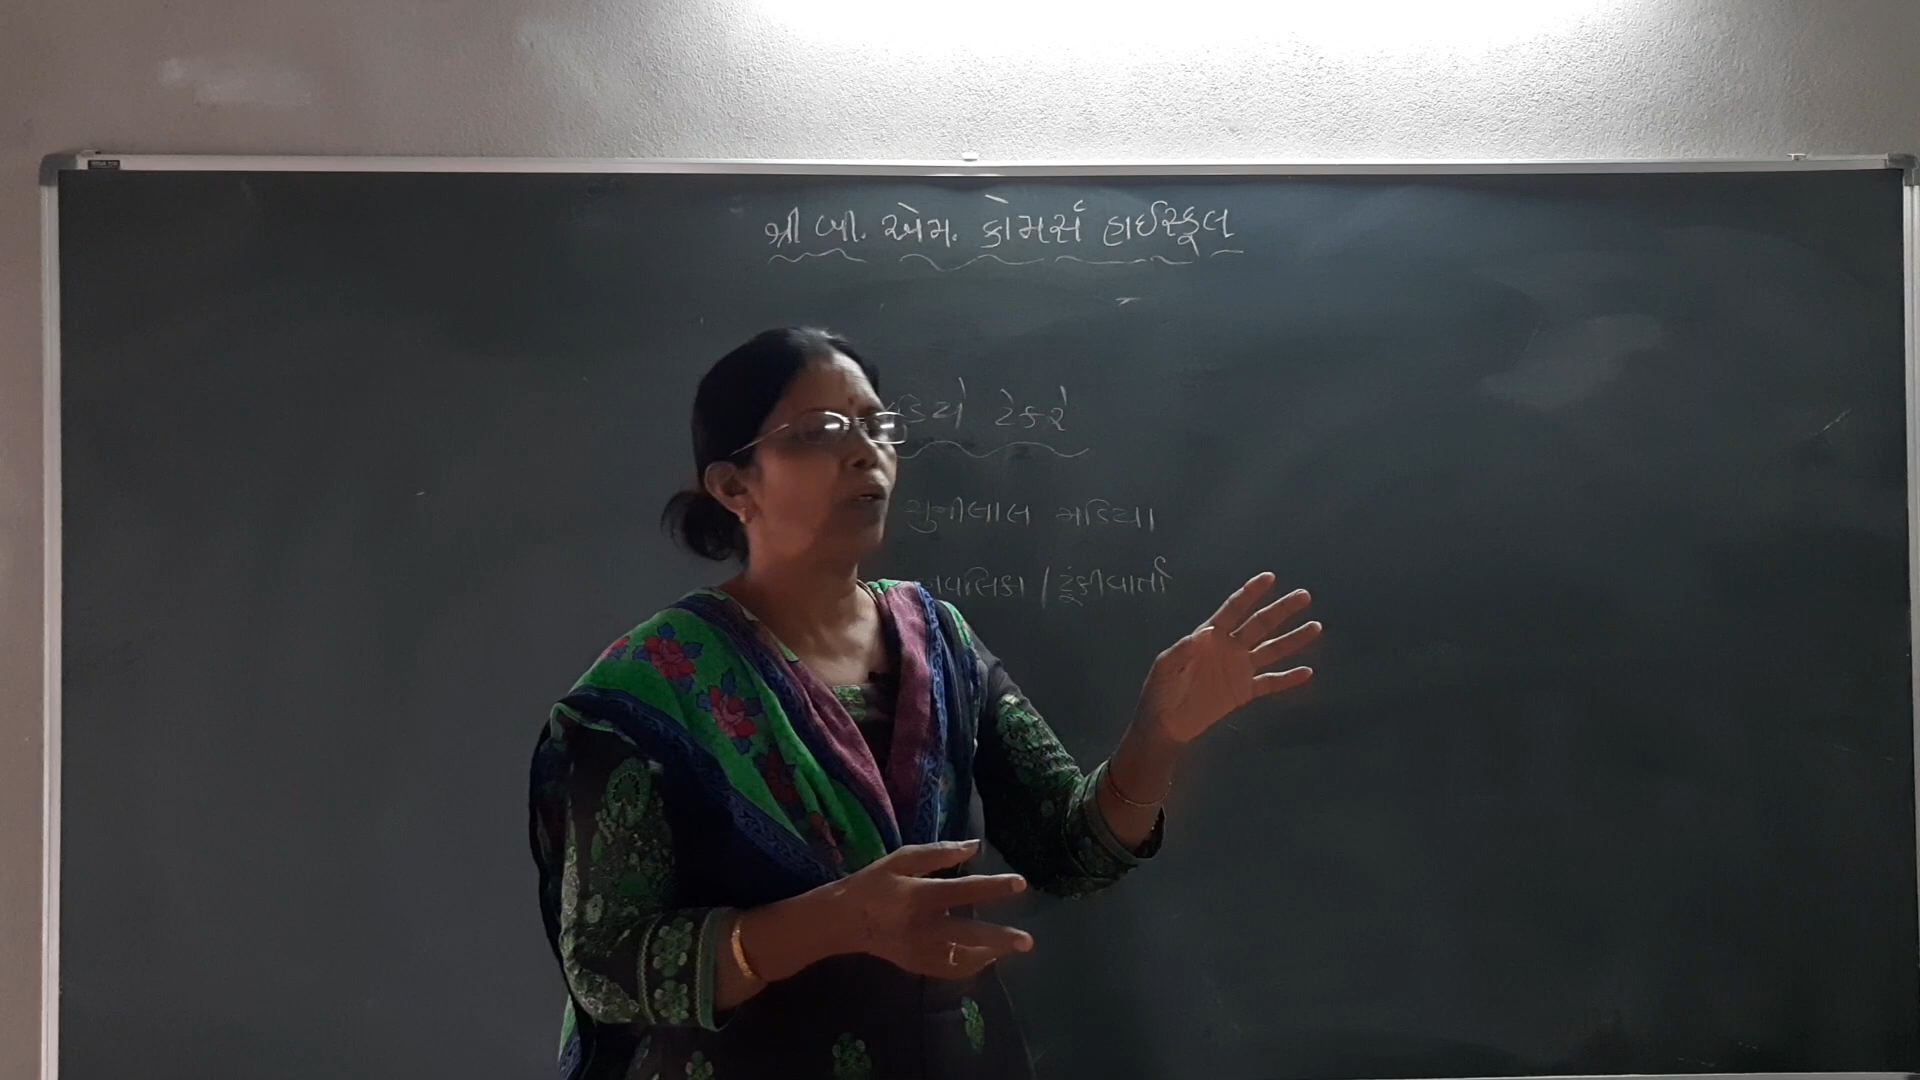 શ્રી બી. એમ. કોમર્સ હાઈસ્કૂલ
ટેકરે
ચુનીલાલ મડિયા
નવલિકા / ટૂંકીવાર્તા